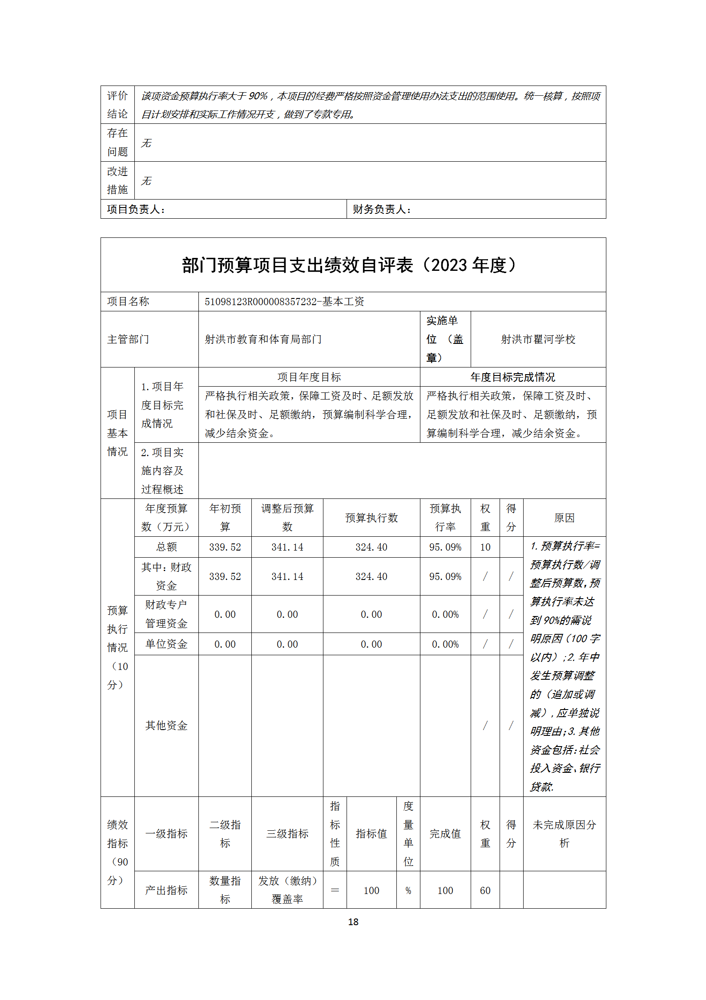 评价
结论
该项资金预算执行率大于 90%，本项目的经费严格按照资金管理使用办法支出的范围使用。统一核算，按照项
目计划安排和实际工作情况开支，做到了专款专用。
存在
问题
无
改进
措施
无
项目负责人：
财务负责人：
部门预算项目支出绩效自评表（2023 年度）
项目名称
51098123R000008357232-基本工资
主管部门
射洪市教育和体育局部门
实施单
位 （盖
章）
射洪市瞿河学校
项目
基本
情况
1.项目年
度目标完
成情况
项目年度目标
年度目标完成情况
严格执行相关政策，保障工资及时、足额发放
和社保及时、足额缴纳，预算编制科学合理，
减少结余资金。
严格执行相关政策，保障工资及时、
足额发放和社保及时、足额缴纳，预
算编制科学合理，减少结余资金。
2.项目实
施内容及
过程概述
预算
执行
情况
（10
分）
年度预算
数（万元）
年初预
算
调整后预算
数
预算执行数
预算执
行率
权
重
得
分
原因
总额
339.52
341.14
324.40
95.09%
10
1.预算执行率=
预算执行数/调
整后预算数，预
算执行率未达
到 90%的需说
明原因（100 字
以内）;2.年中
发生预算调整
的（追加或调
减）,应单独说
明理由；3.其他
资金包括：社会
投入资金、银行
贷款.
其中：财政
资金
339.52
341.14
324.40
95.09%
/
/
财政专户
管理资金
0.00
0.00
0.00
0.00%
/
/
单位资金
0.00
0.00
0.00
0.00%
/
/
其他资金
/
/
绩效
指标
（90
分）
一级指标
二级指
标
三级指标
指
标
性
质
指标值
度
量
单
位
完成值
权
重
得
分
未完成原因分
析
产出指标
数量指
标
发放（缴纳）
覆盖率
＝
100
%
100
60
18